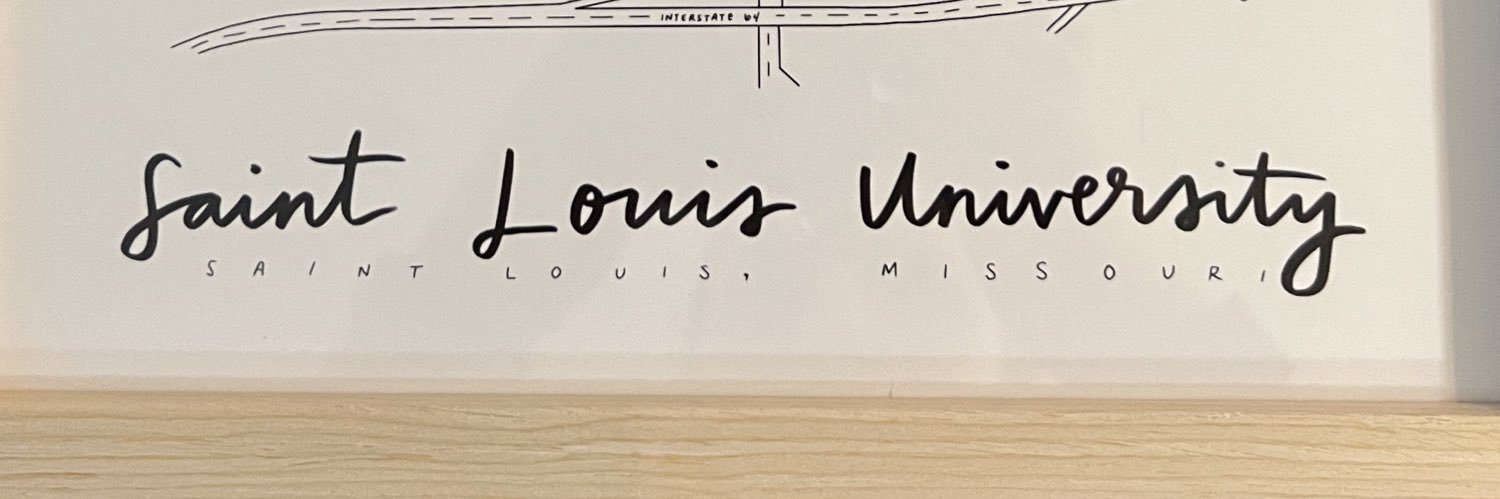 INTERSTATE 64
Saint Louis University
SAINT LOUIS, MISSOURI